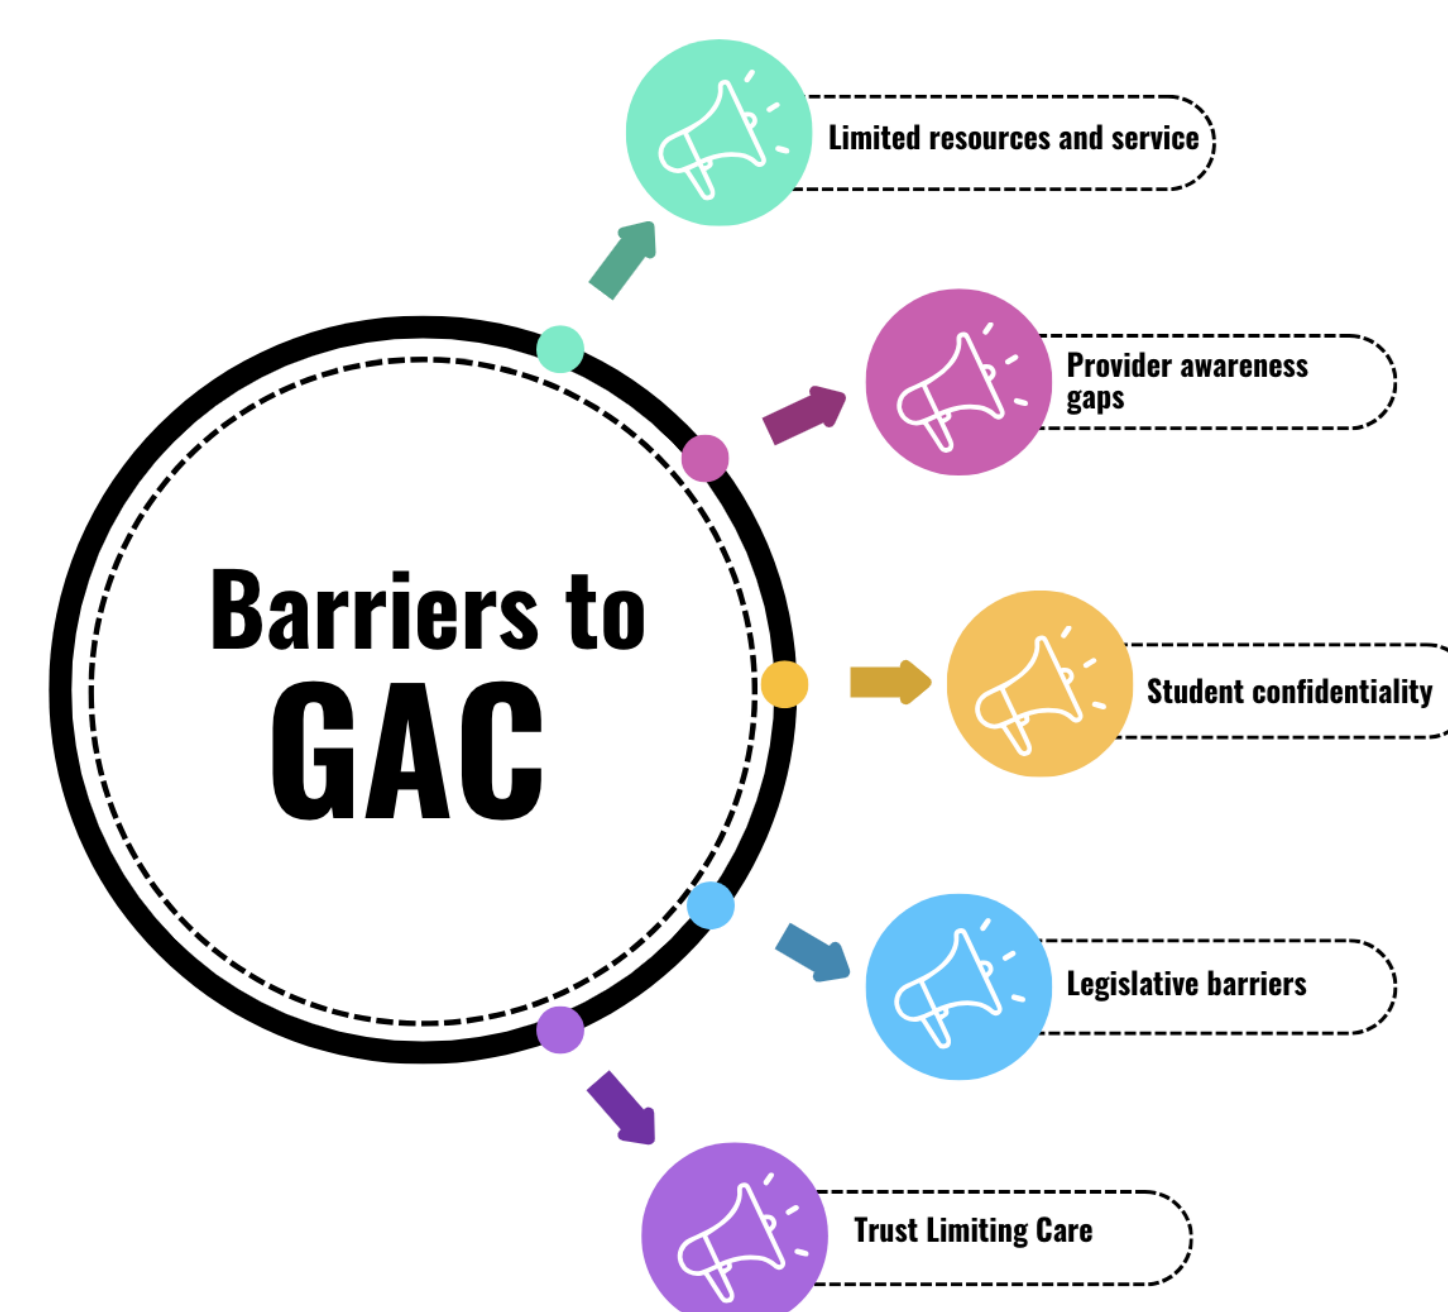 Limited resources and service
Provider awareness
gaps
Barriers to
GAC
Student confidentiality
Legislative barriers
Trust Limiting Care